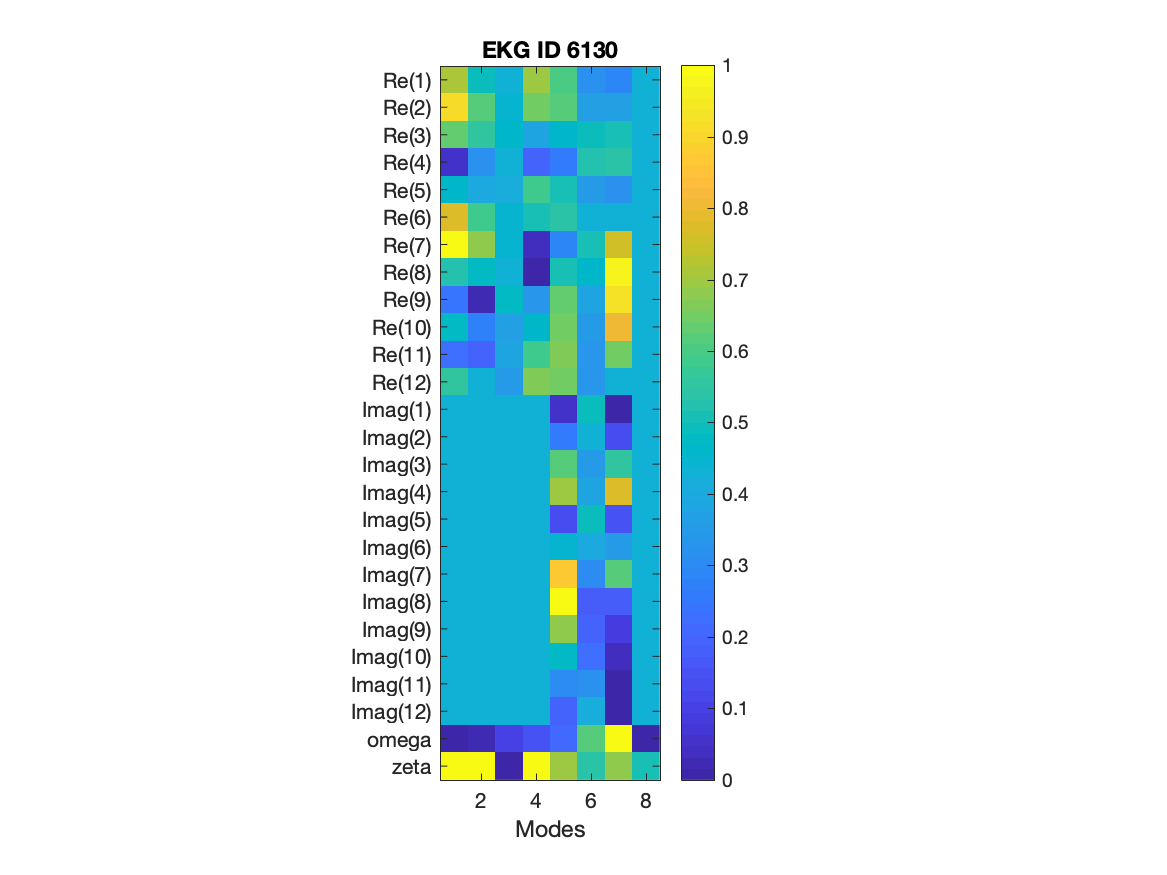 EKG ID 6130
Re(1)
Re(2)
Re(3)
Re(4)
Re(5)
Re(6)
Re(7)
Re(8)
Re(9)
Re(10)
Re(11)
Re(12)
Imag(1)
Imag(2)
Imag(3)
Imag(4)
Imag(5)
Imag(6)
Imag(7)
Imag(8)
Imag(9)
Imag(10)
Imag(11)
Imag(12)
omega
zeta
2 4 6 8
Modes
1
0.9
0.8
0.7
0.6
0.5
0.4
0.3
0.2
0.1
0